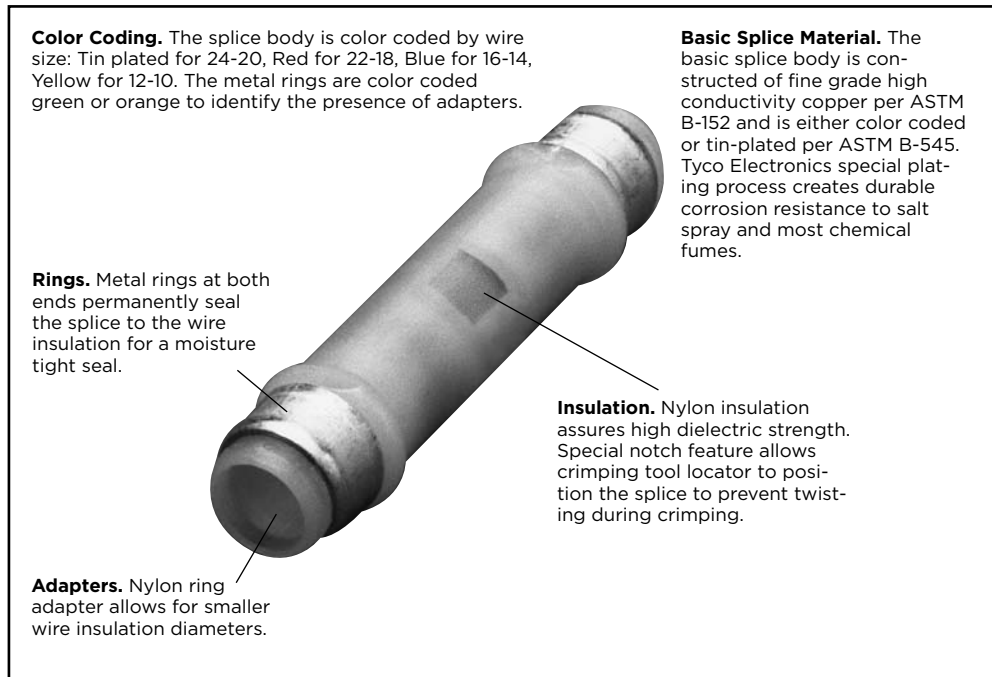 Color Coding. The splice body is color coded by wire
size: Tin plated for 24-20, Red for 22-18, Blue for 16-14,
Yellow for 12-10. The metal rings are color coded
green or orange to identify the presence of adapters.
Basic Splice Material. The
basic splice body is con-
structed of fine grade high
conductivity copper per ASTM
B-152 and is either color coded
or tin-plated per ASTM B-545.
Tyco Electronics special plat-
ing process creates durable
corrosion resistance to salt
spray and most chemical
fumes.
Rings. Metal rings at both
ends permanently seal
the splice to the wire
insulation for a moisture
tight seal.
Insulation. Nylon insulation
assures high dielectric strength.
Special notch feature allows
crimping tool locator to posi-
tion the splice to prevent twist-
ing during crimping.
Adapters. Nylon ring
adapter allows for smaller
wire insulation diameters.